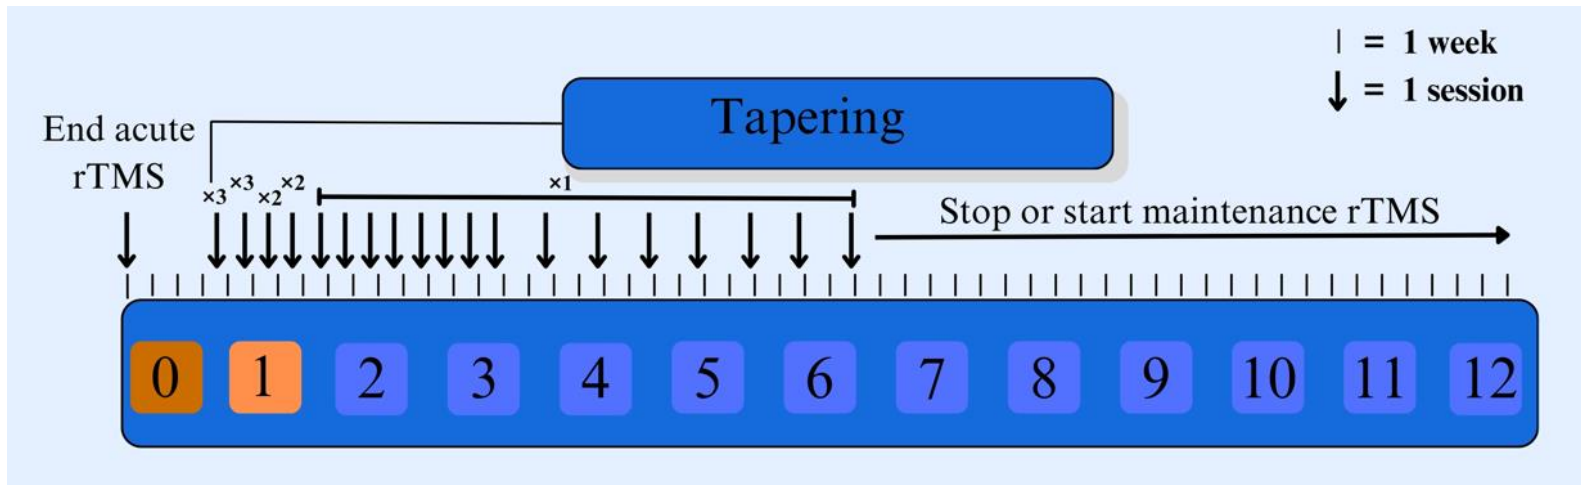 | = 1 week
↓ = 1 session
Tapering
End acute
rTMS
×3 ×3 ×2 ×2
×1
Stop or start maintenance rTMS
0 1 2 3 4 5 6 7 8 9 10 11 12